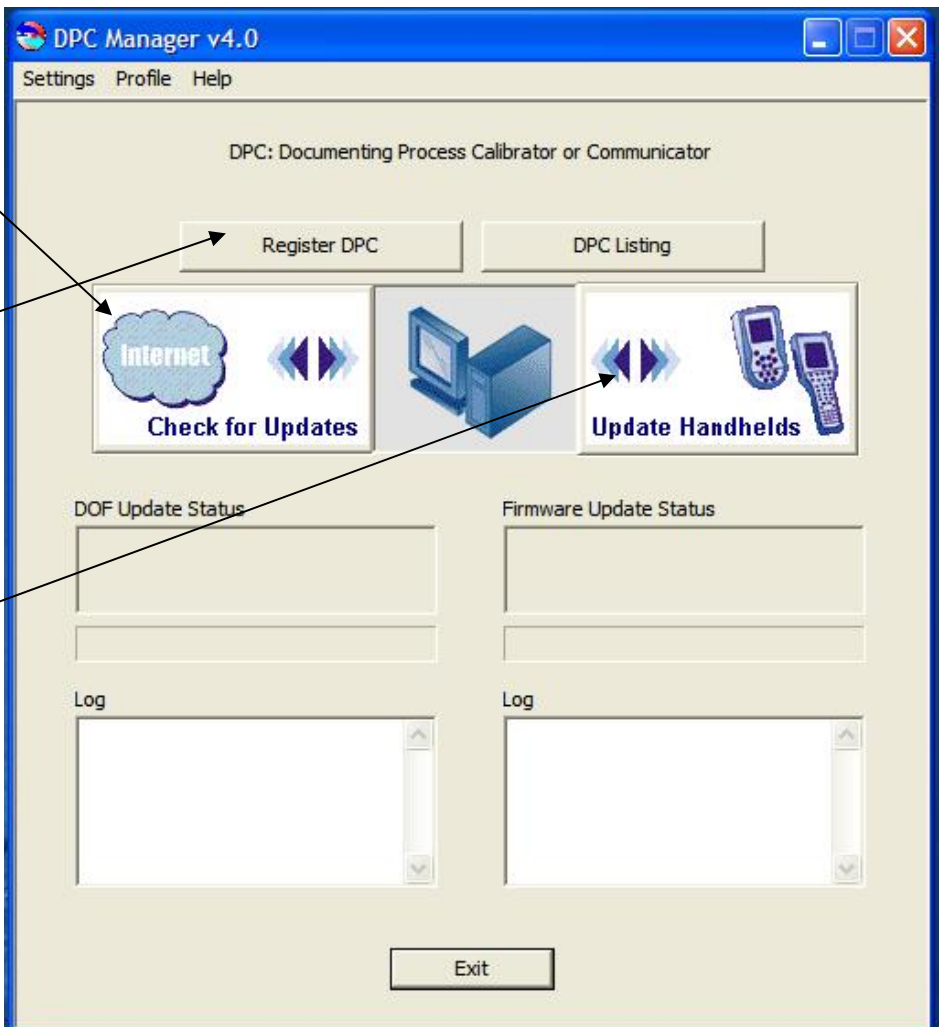 DPC Manager v4.0
Settings Profile Help
DPC: Documenting Process Calibrator or Communicator
Register DPC
DPC Listing
Internet
Check for Updates
Update Handhelds
DOF Update Status
Firmware Update Status
Log
Log
Exit